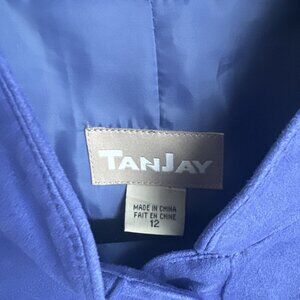 TANJAY
MADE IN CHINA
FAIT EN CHINE
12